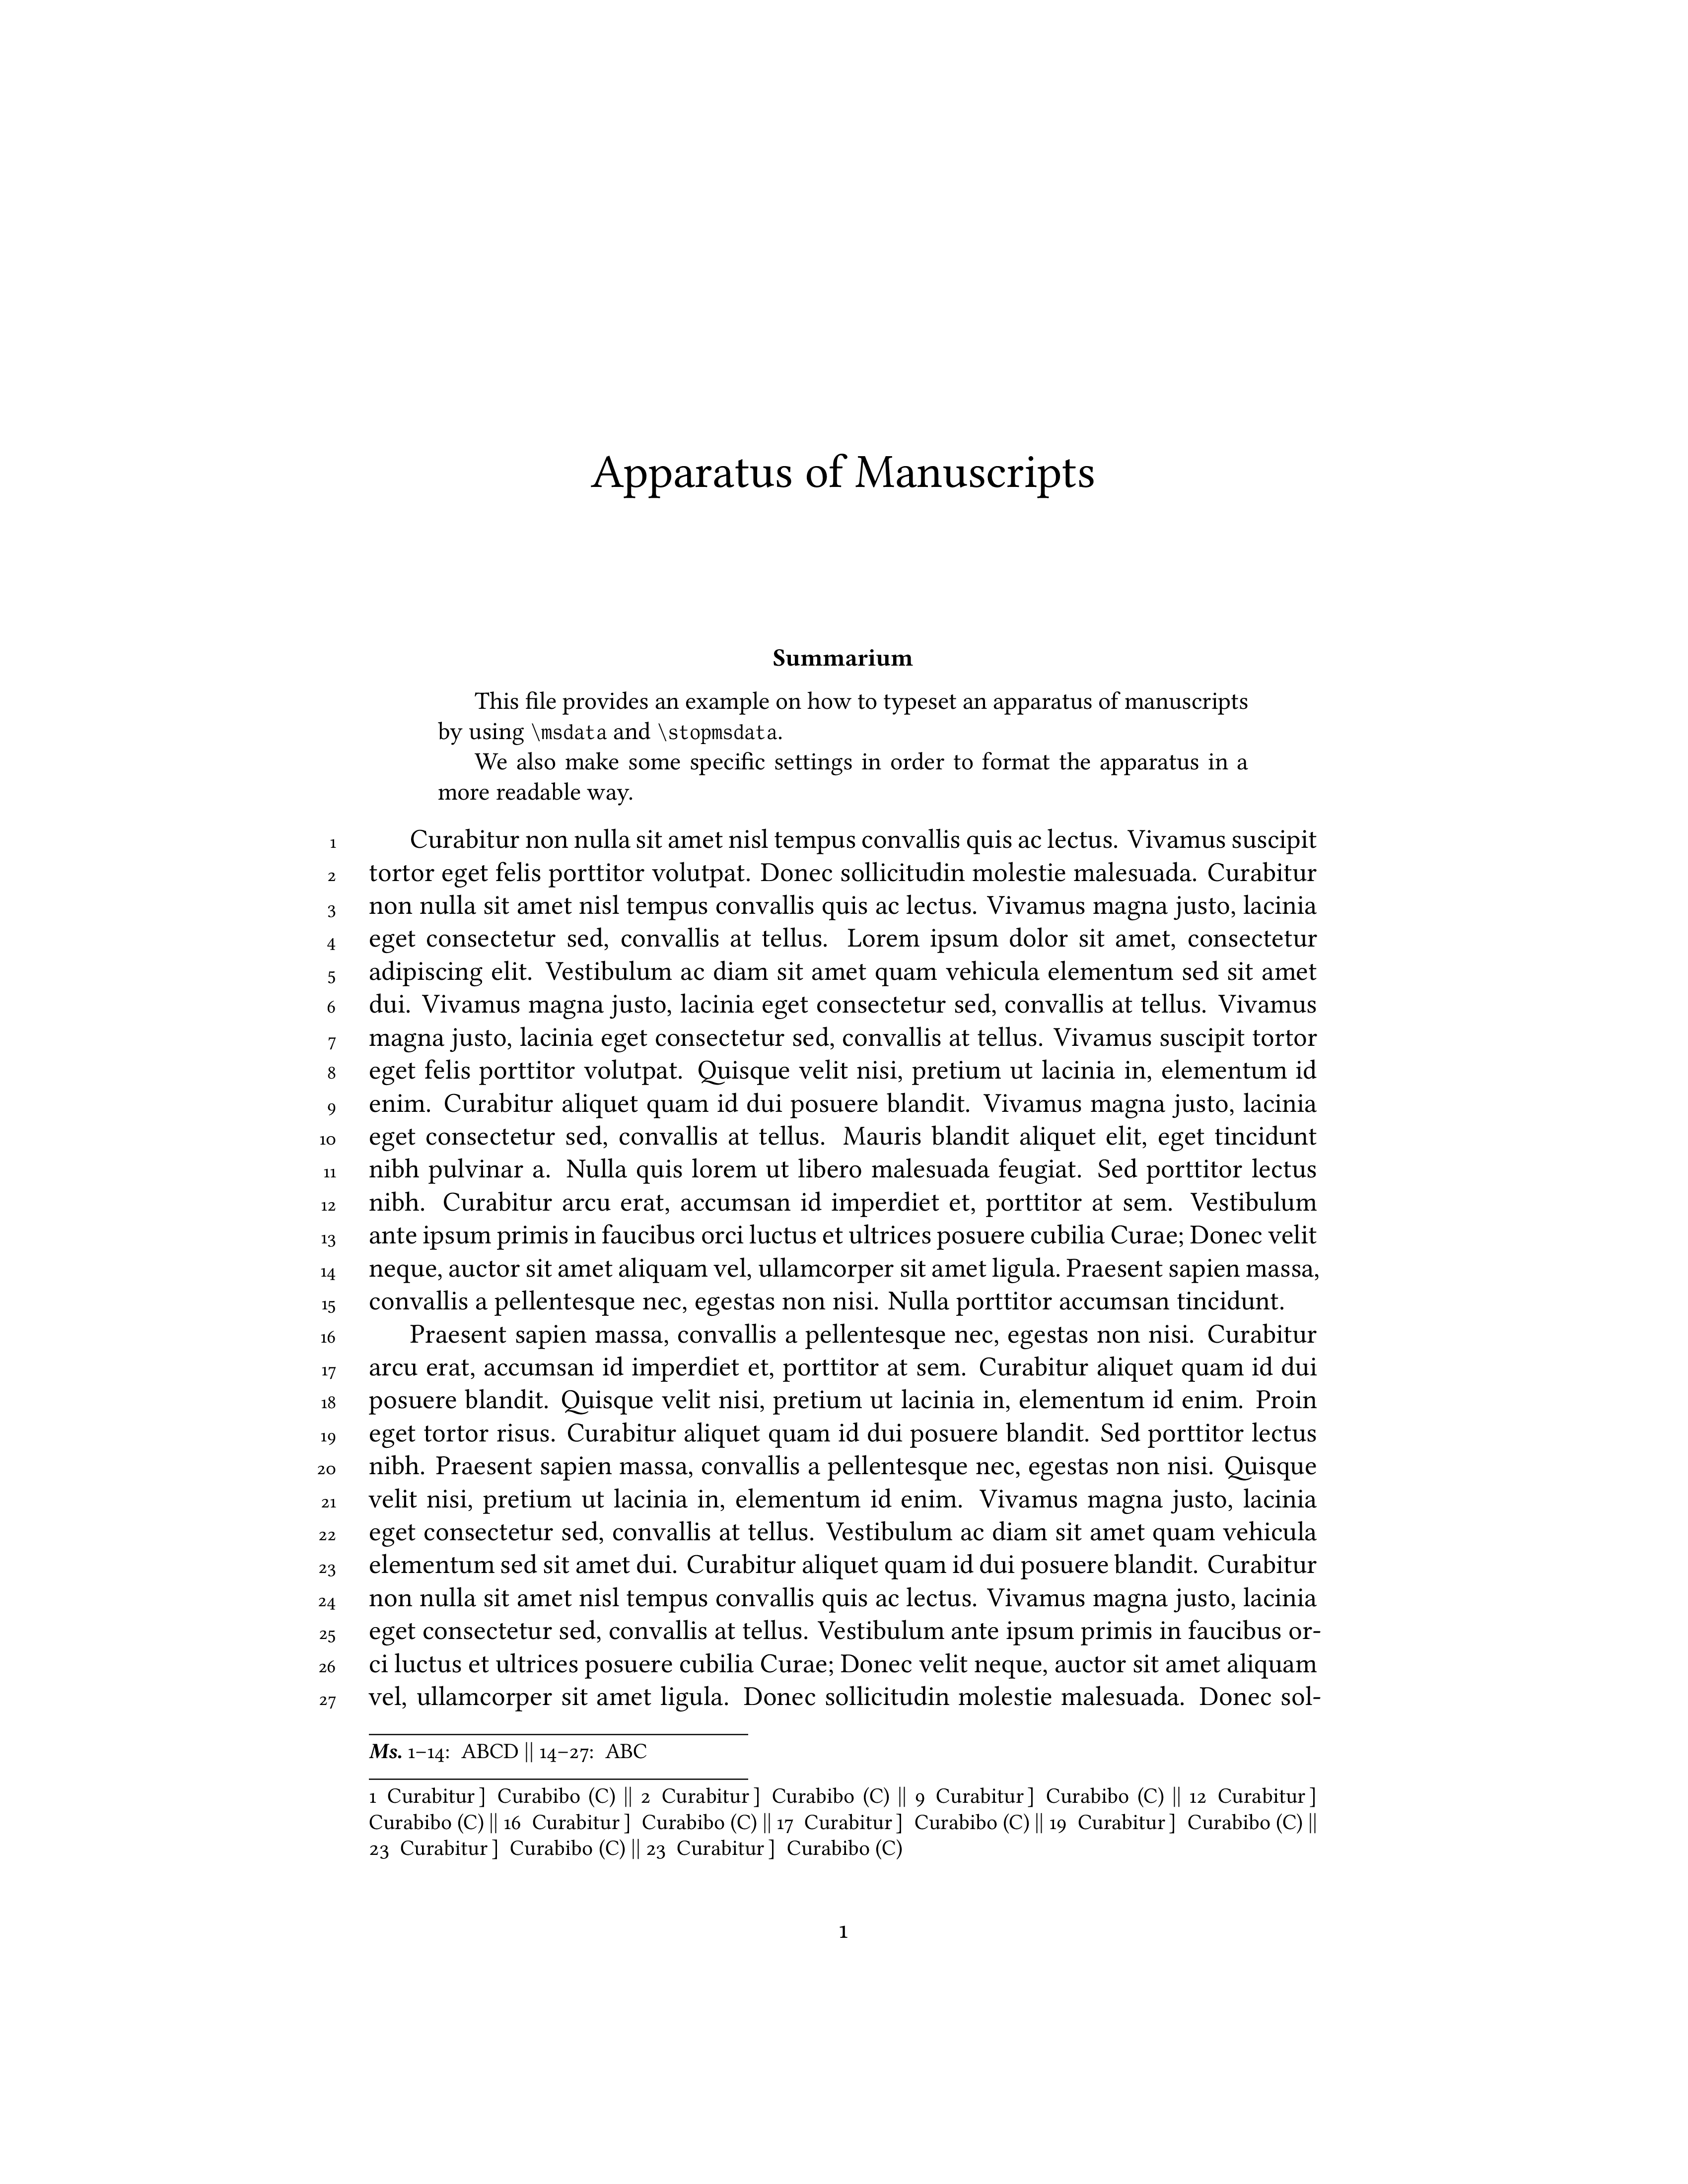 Apparatus of Manuscripts
Summarium
This file provides an example on how to typeset an apparatus of manuscripts
by using \msdata and \stopmsdata.
We also make some specific settings in order to format the apparatus in a
more readable way.
1 Curabitur non nulla sit amet nisl tempus convallis quis ac lectus. Vivamus suscipit
2 tortor eget felis porttitor volutpat. Donec sollicitudin molestie malesuada. Curabitur
3 non nulla sit amet nisl tempus convallis quis ac lectus. Vivamus magna justo, lacinia
4 eget consectetur sed, convallis at tellus. Lorem ipsum dolor sit amet, consectetur
5 adipiscing elit. Vestibulum ac diam sit amet quam vehicula elementum sed sit amet
6 dui. Vivamus magna justo, lacinia eget consectetur sed, convallis at tellus. Vivamus
7 magna justo, lacinia eget consectetur sed, convallis at tellus. Vivamus suscipit tortor
8 eget felis porttitor volutpat. Quisque velit nisi, pretium ut lacinia in, elementum id
9 enim. Curabitur aliquet quam id dui posuere blandit. Vivamus magna justo, lacinia
10 eget consectetur sed, convallis at tellus. Mauris blandit aliquet elit, eget tincidunt
11 nibh pulvinar a. Nulla quis lorem ut libero malesuada feugiat. Sed porttitor lectus
12 nibh. Curabitur arcu erat, accumsan id imperdiet et, porttitor at sem. Vestibulum
13 ante ipsum primis in faucibus orci luctus et ultrices posuere cubilia Curae; Donec velit
14 neque, auctor sit amet aliquam vel, ullamcorper sit amet ligula. Praesent sapien massa,
15 convallis a pellentesque nec, egestas non nisi. Nulla porttitor accumsan tincidunt.
16 Praesent sapien massa, convallis a pellentesque nec, egestas non nisi. Curabitur
17 arcu erat, accumsan id imperdiet et, porttitor at sem. Curabitur aliquet quam id dui
18 posuere blandit. Quisque velit nisi, pretium ut lacinia in, elementum id enim. Proin
19 eget tortor risus. Curabitur aliquet quam id dui posuere blandit. Sed porttitor lectus
20 nibh. Praesent sapien massa, convallis a pellentesque nec, egestas non nisi. Quisque
21 velit nisi, pretium ut lacinia in, elementum id enim. Vivamus magna justo, lacinia
22 eget consectetur sed, convallis at tellus. Vestibulum ac diam sit amet quam vehicula
23 elementum sed sit amet dui. Curabitur aliquet quam id dui posuere blandit. Curabitur
24 non nulla sit amet nisl tempus convallis quis ac lectus. Vivamus magna justo, lacinia
25 eget consectetur sed, convallis at tellus. Vestibulum ante ipsum primis in faucibus or-
26 ci luctus et ultrices posuere cubilia Curae; Donec velit neque, auctor sit amet aliquam
27 vel, ullamcorper sit amet ligula. Donec sollicitudin molestie malesuada. Donec sol-
Ms. 1–14: ABCD || 14–27: ABC
1 Curabitur ] Curabibo (C) || 2 Curabitur ] Curabibo (C) || 9 Curabitur ] Curabibo (C) || 12 Curabitur ]
Curabibo (C) || 16 Curabitur ] Curabibo (C) || 17 Curabitur ] Curabibo (C) || 19 Curabitur ] Curabibo (C) ||
23 Curabitur ] Curabibo (C) || 23 Curabitur ] Curabibo (C)
1